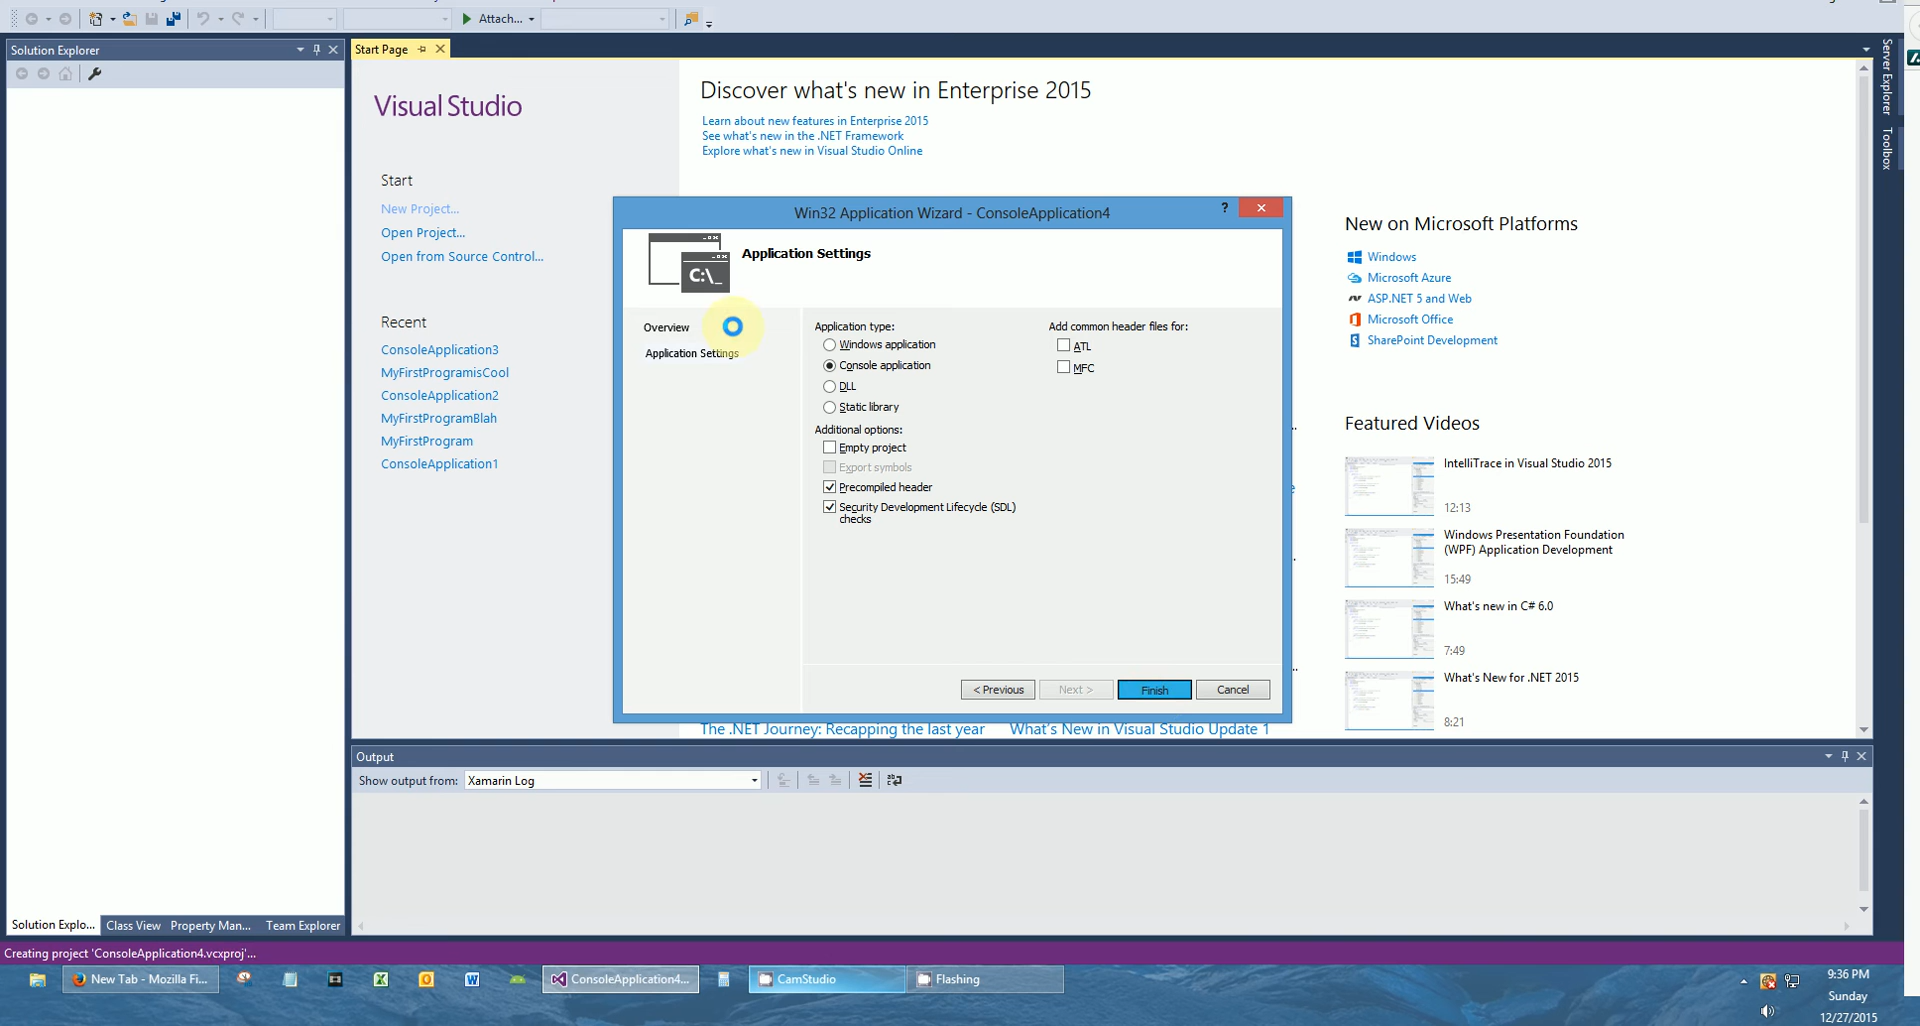 Attach...
Solution Explorer
Start Page
Server Explorer
Toolbox
Visual Studio
Start
New Project...
Open Project...
Open from Source Control...
Recent
ConsoleApplication3
MyFirstProgramisCool
ConsoleApplication2
MyFirstProgramBlah
MyFirstProgram
ConsoleApplication1
Discover what's new in Enterprise 2015
Learn about new features in Enterprise 2015
See what's new in the .NET Framework
Explore what's new in Visual Studio Online
Win32 Application Wizard - ConsoleApplication4
?
C:\_
Application Settings
Overview
Application Settings
Application type:
Windows application
Console application
DLL
Static library
Additional options:
Empty project
Export symbols
Precompiled header
Security Development Lifecycle (SDL)
checks
Add common header files for:
ATL
MFC
< Previous
Next >
Finish
Cancel
The .NET Journey: Recapping the last year
What's New in Visual Studio Update 1
New on Microsoft Platforms
Windows
Microsoft Azure
ASP.NET 5 and Web
Microsoft Office
SharePoint Development
Featured Videos
IntelliTrace in Visual Studio 2015
12:13
Windows Presentation Foundation
(WPF) Application Development
15:49
What's new in C# 6.0
7:49
What's New for .NET 2015
8:21
Output
Show output from: Xamarin Log
Solution Explo... Class View Property Man... Team Explorer
Creating project 'ConsoleApplication4.vcxproj'...
New Tab - Mozilla Fi...
ConsoleApplication4...
CamStudio
Flashing
9:36 PM
Sunday
12/27/2015